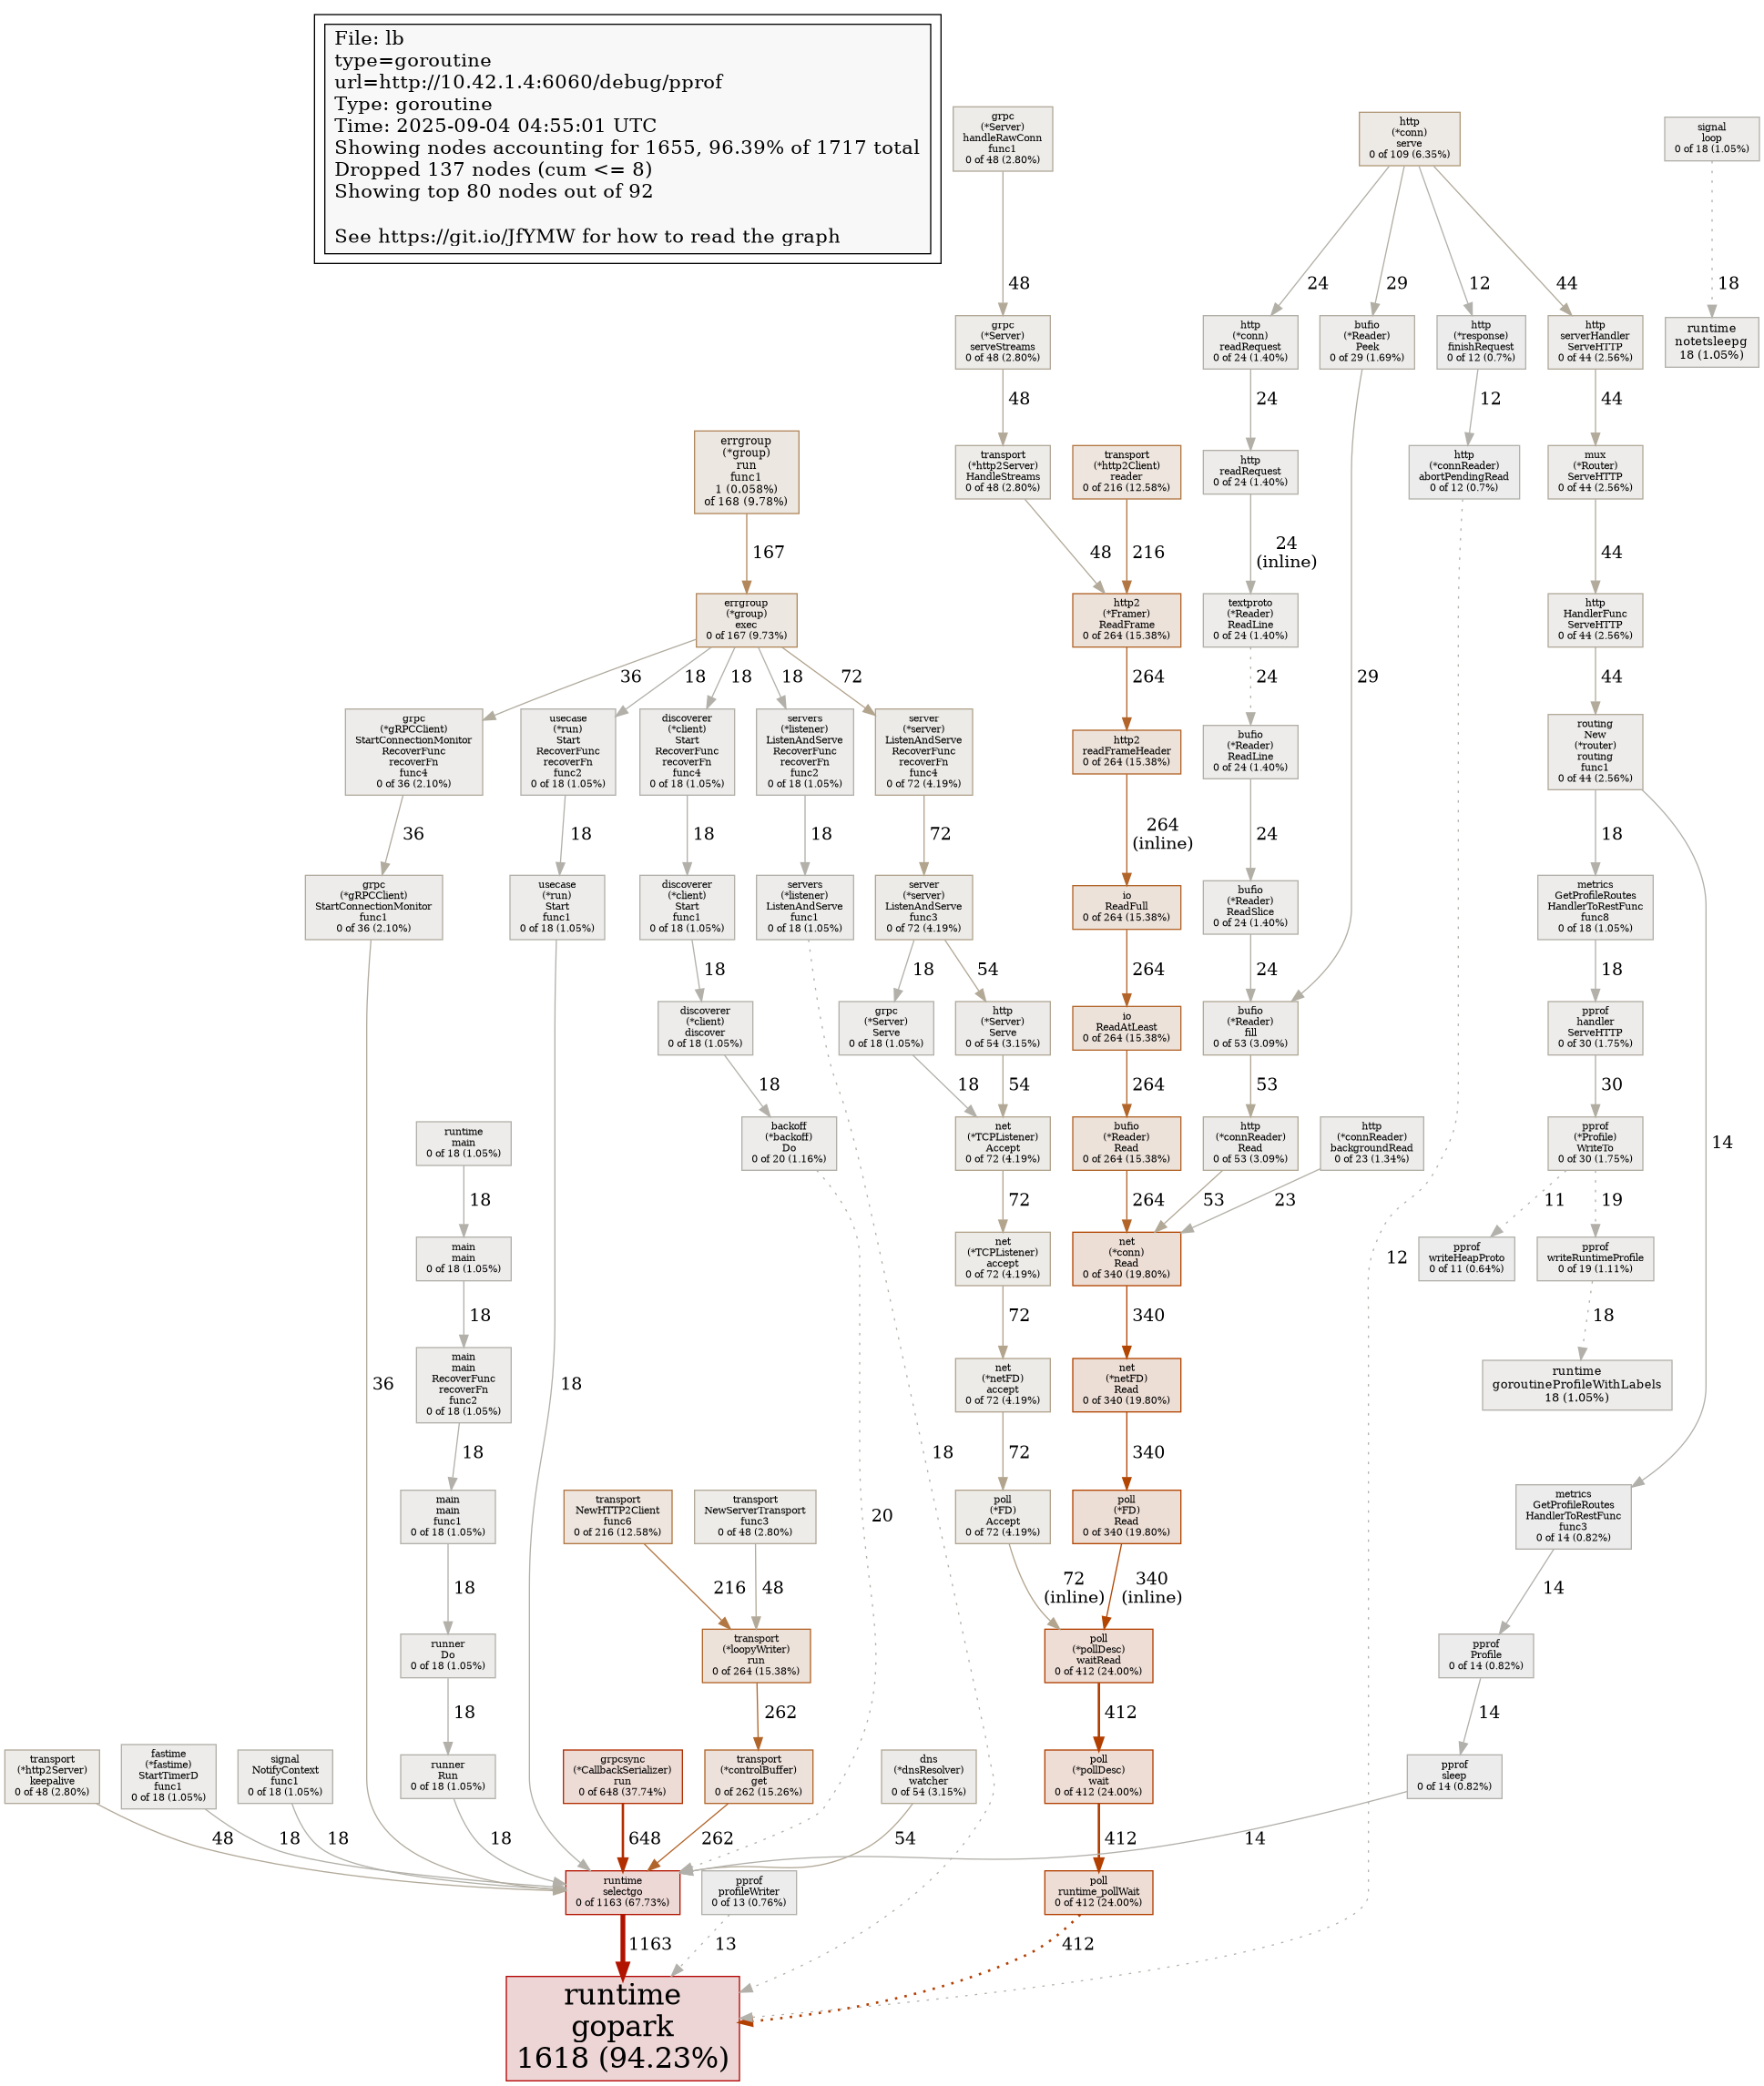 File: lb
type=goroutine
url=http://10.42.1.4:6060/debug/pprof
Type: goroutine
Time: 2025-09-04 04:55:01 UTC
Showing nodes accounting for 1655, 96.39% of 1717 total
Dropped 137 nodes (cum <= 8)
Showing top 80 nodes out of 92
See https://git.io/JfYMW for how to read the graph
grpc
(*Server)
handleRawConn
func1
0 of 48 (2.80%)
http
(*conn)
serve
0 of 109 (6.35%)
signal
loop
0 of 18 (1.05%)
48
24
29
12
44
18
grpc
(*Server)
serveStreams
0 of 48 (2.80%)
http
(*conn)
readRequest
0 of 24 (1.40%)
bufio
(*Reader)
Peek
0 of 29 (1.69%)
http
(*response)
finishRequest
0 of 12 (0.7%)
http
serverHandler
ServeHTTP
0 of 44 (2.56%)
runtime
notetsleepg
18 (1.05%)
48
24
12
44
errgroup
(*group)
run
func1
1 (0.058%)
of 168 (9.78%)
transport
(*http2Server)
HandleStreams
0 of 48 (2.80%)
transport
(*http2Client)
reader
0 of 216 (12.58%)
http
readRequest
0 of 24 (1.40%)
http
(*connReader)
abortPendingRead
0 of 12 (0.7%)
mux
(*Router)
ServeHTTP
0 of 44 (2.56%)
167
48
216
24
(inline)
44
errgroup
(*group)
exec
0 of 167 (9.73%)
http2
(*Framer)
ReadFrame
0 of 264 (15.38%)
textproto
(*Reader)
ReadLine
0 of 24 (1.40%)
http
HandlerFunc
ServeHTTP
0 of 44 (2.56%)
36
18
18
18
72
264
24
29
44
grpc
(*gRPCClient)
StartConnectionMonitor
RecoverFunc
recoverFn
func4
0 of 36 (2.10%)
usecase
(*run)
Start
RecoverFunc
recoverFn
func2
0 of 18 (1.05%)
discoverer
(*client)
Start
RecoverFunc
recoverFn
func4
0 of 18 (1.05%)
servers
(*listener)
ListenAndServe
RecoverFunc
recoverFn
func2
0 of 18 (1.05%)
server
(*server)
ListenAndServe
RecoverFunc
recoverFn
func4
0 of 72 (4.19%)
http2
readFrameHeader
0 of 264 (15.38%)
bufio
(*Reader)
ReadLine
0 of 24 (1.40%)
routing
New
(*router)
routing
func1
0 of 44 (2.56%)
36
18
18
18
72
264
(inline)
24
18
grpc
(*gRPCClient)
StartConnectionMonitor
func1
0 of 36 (2.10%)
usecase
(*run)
Start
func1
0 of 18 (1.05%)
discoverer
(*client)
Start
func1
0 of 18 (1.05%)
servers
(*listener)
ListenAndServe
func1
0 of 18 (1.05%)
server
(*server)
ListenAndServe
func3
0 of 72 (4.19%)
io
ReadFull
0 of 264 (15.38%)
bufio
(*Reader)
ReadSlice
0 of 24 (1.40%)
metrics
GetProfileRoutes
HandlerToRestFunc
func8
0 of 18 (1.05%)
18
18
54
264
24
18
discoverer
(*client)
discover
0 of 18 (1.05%)
grpc
(*Server)
Serve
0 of 18 (1.05%)
http
(*Server)
Serve
0 of 54 (3.15%)
io
ReadAtLeast
0 of 264 (15.38%)
bufio
(*Reader)
fill
0 of 53 (3.09%)
pprof
handler
ServeHTTP
0 of 30 (1.75%)
18
18
54
264
53
30
runtime
main
0 of 18 (1.05%)
backoff
(*backoff)
Do
0 of 20 (1.16%)
net
(*TCPListener)
Accept
0 of 72 (4.19%)
bufio
(*Reader)
Read
0 of 264 (15.38%)
http
(*connReader)
Read
0 of 53 (3.09%)
http
(*connReader)
backgroundRead
0 of 23 (1.34%)
pprof
(*Profile)
WriteTo
0 of 30 (1.75%)
14
18
72
264
53
23
11
19
main
main
0 of 18 (1.05%)
net
(*TCPListener)
accept
0 of 72 (4.19%)
net
(*conn)
Read
0 of 340 (19.80%)
12
pprof
writeHeapProto
0 of 11 (0.64%)
pprof
writeRuntimeProfile
0 of 19 (1.11%)
18
72
340
18
36
18
main
main
RecoverFunc
recoverFn
func2
0 of 18 (1.05%)
net
(*netFD)
accept
0 of 72 (4.19%)
net
(*netFD)
Read
0 of 340 (19.80%)
runtime
goroutineProfileWithLabels
18 (1.05%)
18
18
72
340
main
main
func1
0 of 18 (1.05%)
transport
NewHTTP2Client
func6
0 of 216 (12.58%)
transport
NewServerTransport
func3
0 of 48 (2.80%)
20
poll
(*FD)
Accept
0 of 72 (4.19%)
poll
(*FD)
Read
0 of 340 (19.80%)
metrics
GetProfileRoutes
HandlerToRestFunc
func3
0 of 14 (0.82%)
18
216
48
72
(inline)
340
(inline)
14
runner
Do
0 of 18 (1.05%)
transport
(*loopyWriter)
run
0 of 264 (15.38%)
poll
(*pollDesc)
waitRead
0 of 412 (24.00%)
pprof
Profile
0 of 14 (0.82%)
18
262
412
14
transport
(*http2Server)
keepalive
0 of 48 (2.80%)
fastime
(*fastime)
StartTimerD
func1
0 of 18 (1.05%)
signal
NotifyContext
func1
0 of 18 (1.05%)
runner
Run
0 of 18 (1.05%)
grpcsync
(*CallbackSerializer)
run
0 of 648 (37.74%)
transport
(*controlBuffer)
get
0 of 262 (15.26%)
dns
(*dnsResolver)
watcher
0 of 54 (3.15%)
poll
(*pollDesc)
wait
0 of 412 (24.00%)
pprof
sleep
0 of 14 (0.82%)
48
18
18
18
648
262
54
412
14
runtime
selectgo
0 of 1163 (67.73%)
pprof
profileWriter
0 of 13 (0.76%)
poll
runtime_pollWait
0 of 412 (24.00%)
1163
13
412
runtime
gopark
1618 (94.23%)